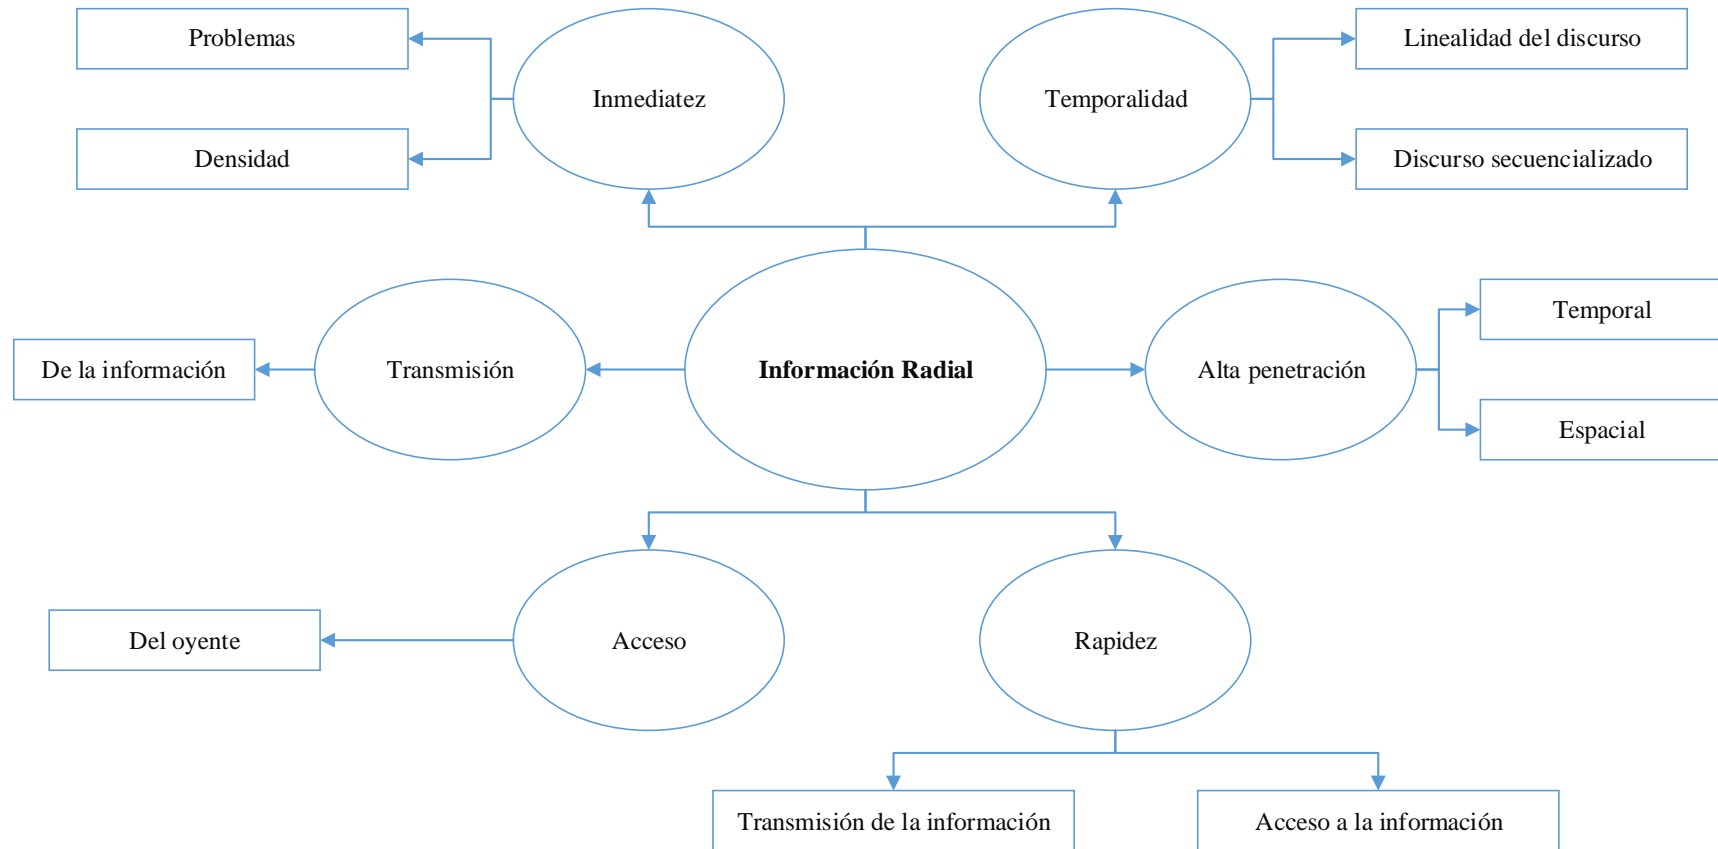 Problemas
Linealidad del discurso
Inmediatez
Temporalidad
Densidad
Discurso secuencializado
Temporal
De la información
Transmisión
Información Radial
Alta penetración
Espacial
Del oyente
Acceso
Rapidez
Transmisión de la información
Acceso a la información